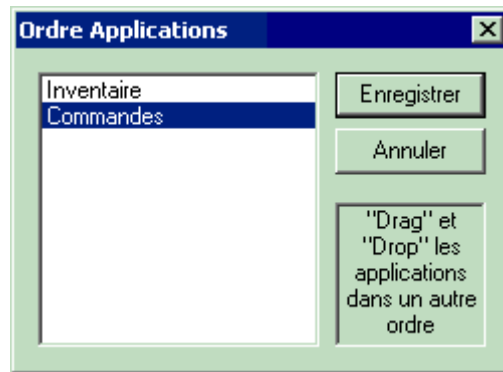 Ordre Applications
Inventaire
Commandes
Enregistrer
Annuler
"Drag" et
"Drop" les
applications
dans un autre
ordre